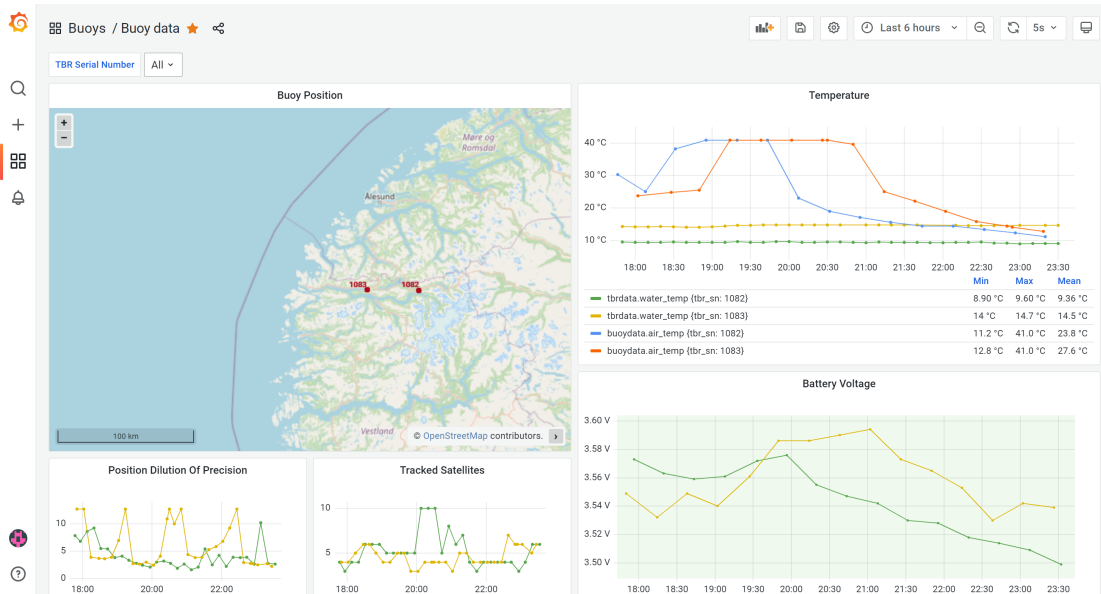 Buoys / Buoy data
Last 6 hours
5s
TBR Serial Number
All
Buoy Position
+
−
Møre og
Romsdal
Ålesund
1083
1082
Vestland
100 km
© OpenStreetMap contributors.
Temperature
40 °C
30 °C
20 °C
10 °C
18:00 18:30 19:00 19:30 20:00 20:30 21:00 21:30 22:00 22:30 23:00 23:30
Min Max Mean
tbrdata.water_temp {tbr_sn: 1082} 8.90 °C 9.60 °C 9.36 °C
tbrdata.water_temp {tbr_sn: 1083} 14 °C 14.7 °C 14.5 °C
buoydata.air_temp {tbr_sn: 1082} 11.2 °C 41.0 °C 23.8 °C
buoydata.air_temp {tbr_sn: 1083} 12.8 °C 41.0 °C 27.6 °C
Position Dilution Of Precision
10
5
0
18:00 20:00 22:00
Tracked Satellites
10
5
18:00 20:00 22:00
Battery Voltage
3.60 V
3.58 V
3.56 V
3.54 V
3.52 V
3.50 V
18:00 18:30 19:00 19:30 20:00 20:30 21:00 21:30 22:00 22:30 23:00 23:30